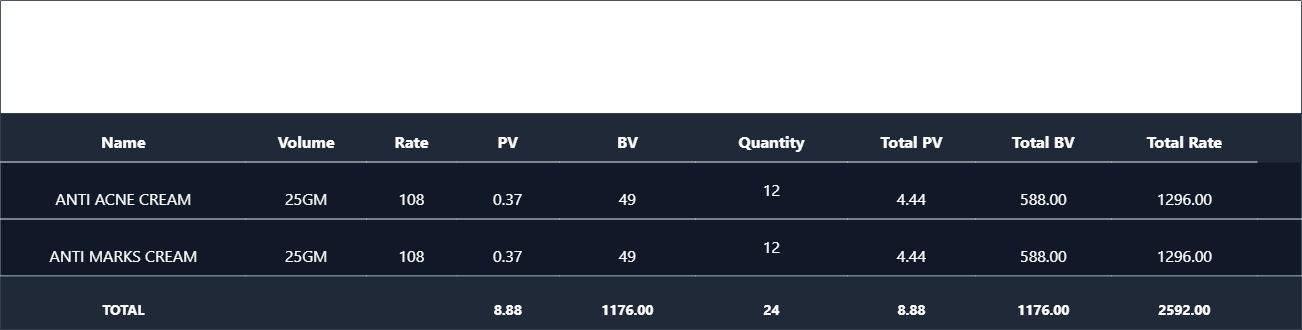 Name Volume Rate PV BV Quantity Total PV Total BV Total Rate
ANTI ACNE CREAM 25GM 108 0.37 49 12 4.44 588.00 1296.00
ANTI MARKS CREAM 25GM 108 0.37 49 12 4.44 588.00 1296.00
TOTAL 8.88 1176.00 24 8.88 1176.00 2592.00